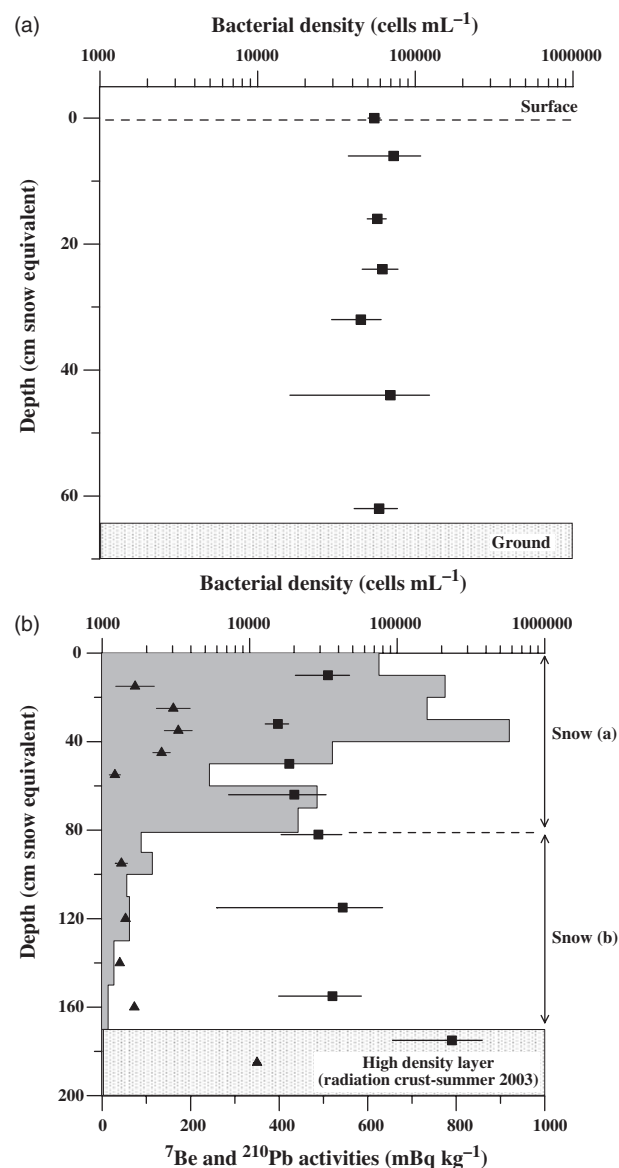 (a)
Bacterial density (cells mL⁻¹)
1000 10000 100000 1000000
Surface
0
20
40
60
Depth (cm snow equivalent)
Ground
Bacterial density (cells mL⁻¹)
(b)
1000 10000 100000 1000000
0
40
80
120
160
200
Depth (cm snow equivalent)
Snow (a)
Snow (b)
High density layer
(radiation crust-summer 2003)
0 200 400 600 800 1000
⁷Be and ²¹⁰Pb activities (mBq kg⁻¹)